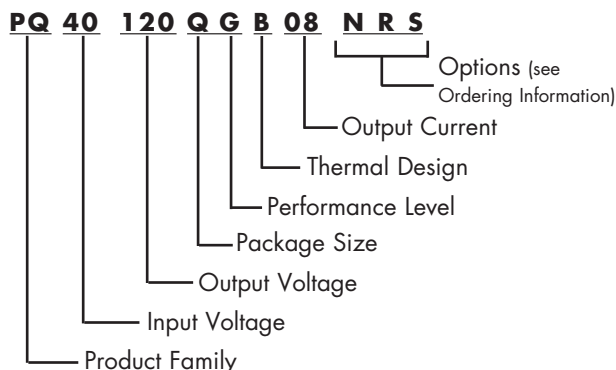 PQ 40 120 Q G B 08 N R S
Options (see
Ordering Information)
Output Current
Thermal Design
Performance Level
Package Size
Output Voltage
Input Voltage
Product Family